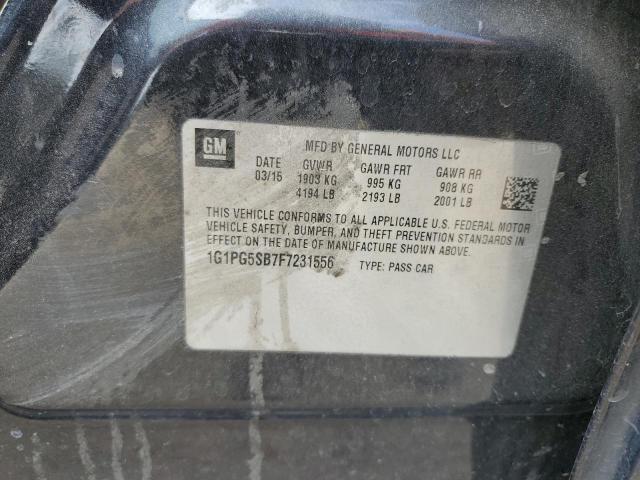 GM
MFD BY GENERAL MOTORS LLC
DATE GVWR GAWR FRT GAWR RR
03/15 1903 KG 995 KG 908 KG
4194 LB 2193 LB 2001 LB
THIS VEHICLE CONFORMS TO ALL APPLICABLE U.S. FEDERAL MOTOR
VEHICLE SAFETY, BUMPER, AND THEFT PREVENTION STANDARDS IN
EFFECT ON THE DATE OF MANUFACTURE SHOWN ABOVE.
1G1PG5SB7F7231556 TYPE: PASS CAR